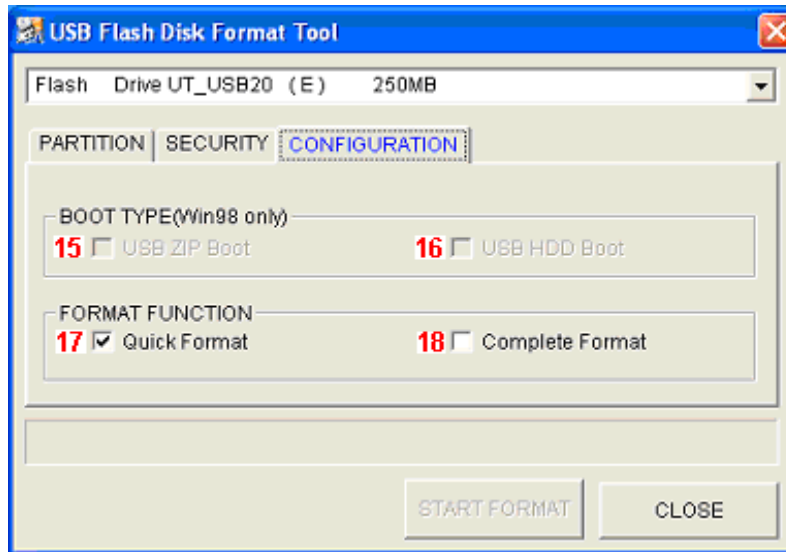 USB Flash Disk Format Tool
Flash Drive UT_USB20 (E) 250MB
PARTITION SECURITY CONFIGURATION
BOOT TYPE(Win98 only)
15 USB ZIP Boot 16 USB HDD Boot
FORMAT FUNCTION
17 Quick Format 18 Complete Format
START FORMAT CLOSE